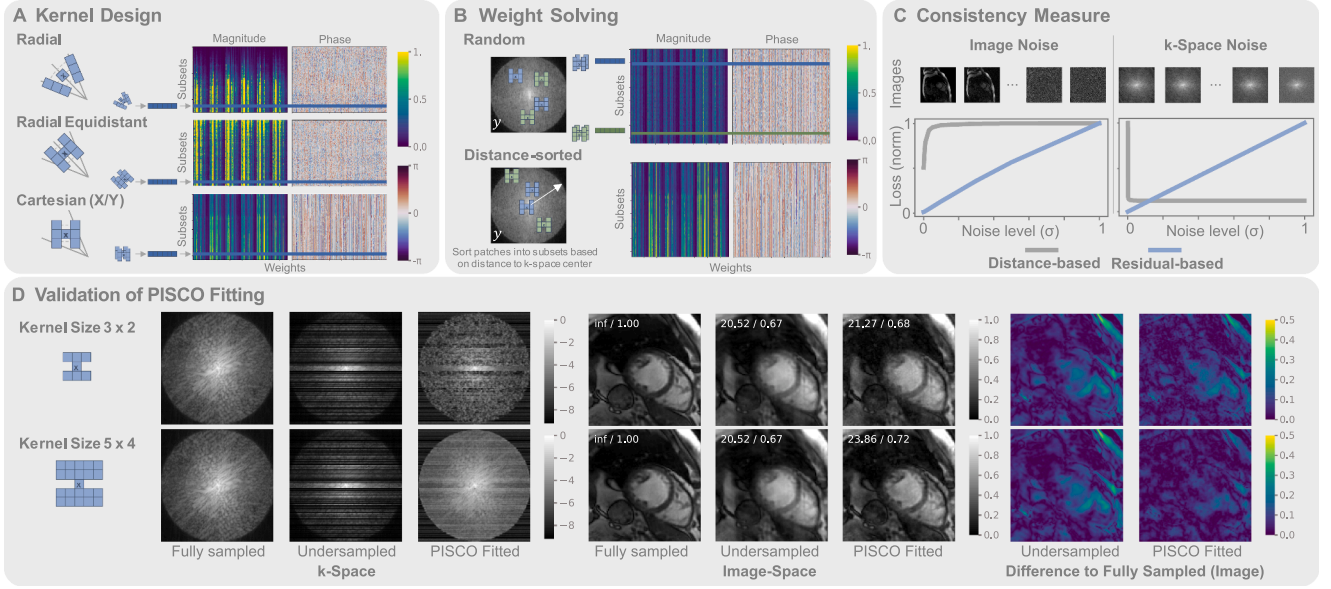 A Kernel Design
Radial
Radial Equidistant
Cartesian (X/Y)
x
x
x
Magnitude
Phase
Subsets
Subsets
Subsets
Weights
1.
0.5
0,0
π
0
-π
B Weight Solving
Random
y
Distance-sorted
y
Sort patches into subsets based
on distance to k-space center
Magnitude
Phase
Subsets
Subsets
Weights
1.
0.5
0,0
π
0
-π
C Consistency Measure
Image Noise
k-Space Noise
Images
...
...
Loss (norm)
1
0
0
1
0
1
Noise level (σ)
Noise level (σ)
Distance-based
Residual-based
D Validation of PISCO Fitting
Kernel Size 3 x 2
x
Kernel Size 5 x 4
x
0
−2
−4
−6
−8
0
−2
−4
−6
−8
Fully sampled
Undersampled
PISCO Fitted
k-Space
inf / 1.00
20.52 / 0.67
21.27 / 0.68
inf / 1.00
20.52 / 0.67
23.86 / 0.72
1.0
0.8
0.6
0.4
0.2
0.0
1.0
0.8
0.6
0.4
0.2
0.0
Fully sampled
Undersampled
PISCO Fitted
Image-Space
0.5
0.4
0.3
0.2
0.1
0.0
0.5
0.4
0.3
0.2
0.1
0.0
Undersampled
PISCO Fitted
Difference to Fully Sampled (Image)